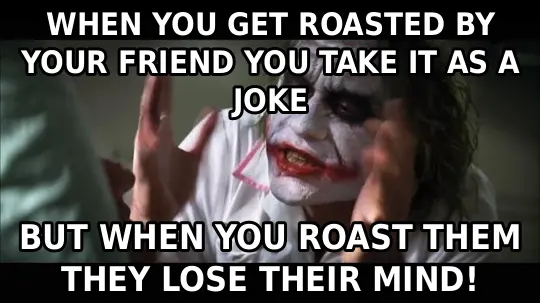 WHEN YOU GET ROASTED BY
YOUR FRIEND YOU TAKE IT AS A
JOKE
BUT WHEN YOU ROAST THEM
THEY LOSE THEIR MIND!